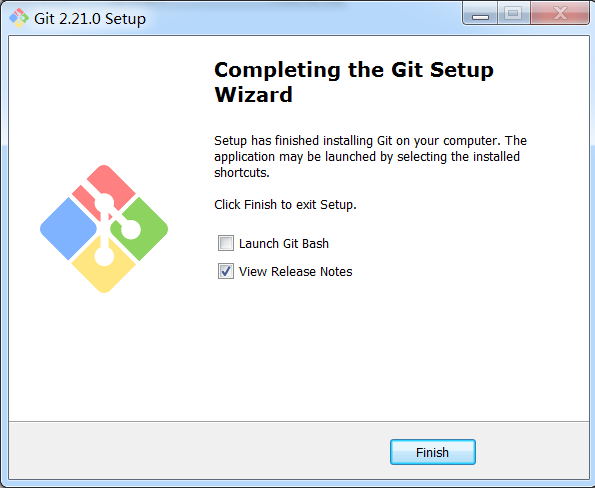 Git 2.21.0 Setup
Completing the Git Setup
Wizard
Setup has finished installing Git on your computer. The
application may be launched by selecting the installed
shortcuts.
Click Finish to exit Setup.
Launch Git Bash
View Release Notes
Finish